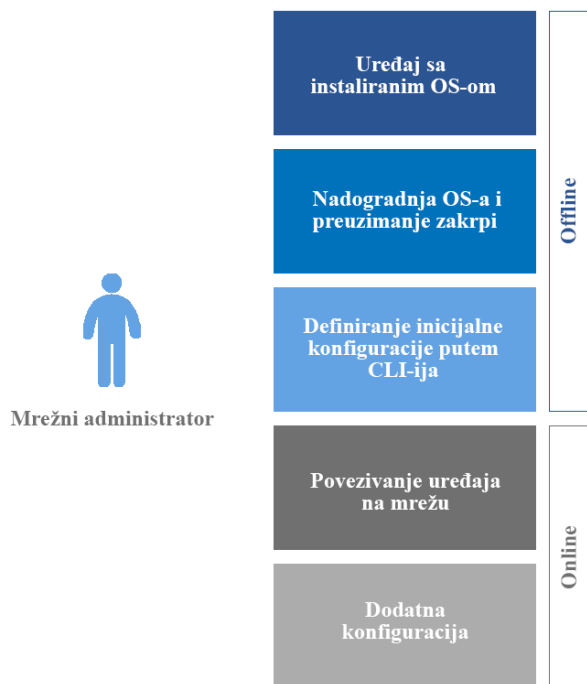 Uređaj sa
instaliranim OS-om
Nadogradnja OS-a i
preuzimanje zakrpi
Definiranje inicijalne
konfiguracije putem
CLI-ija
Offline
Mrežni administrator
Povezivanje uređaja
na mrežu
Dodatna
konfiguracija
Online